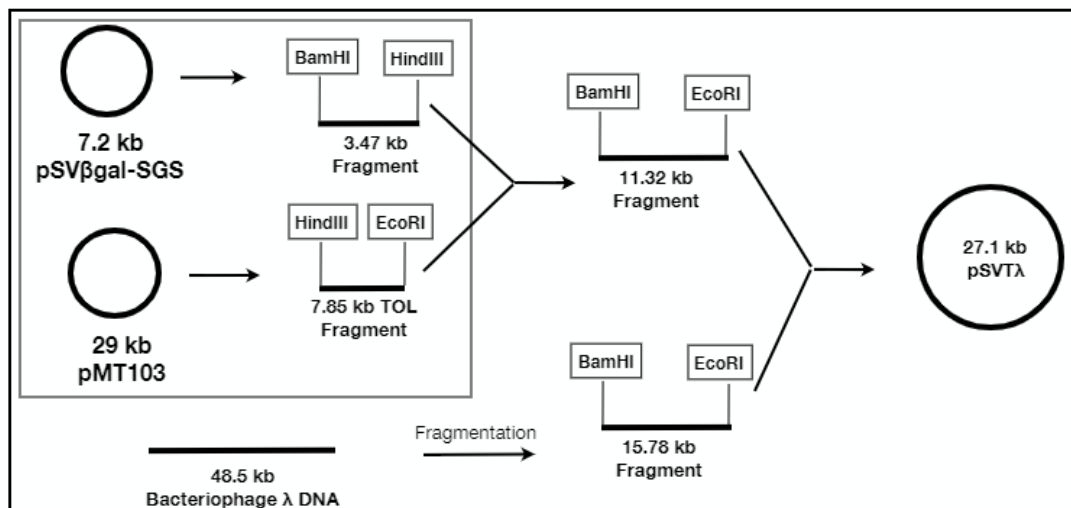 BamHI
HindIII
7.2 kb
pSVβgal-SGS
3.47 kb
Fragment
HindIII
EcoRI
29 kb
pMT103
7.85 kb TOL
Fragment
BamHI
EcoRI
11.32 kb
Fragment
48.5 kb
Bacteriophage λ DNA
Fragmentation
BamHI
EcoRI
15.78 kb
Fragment
27.1 kb
pSVTλ